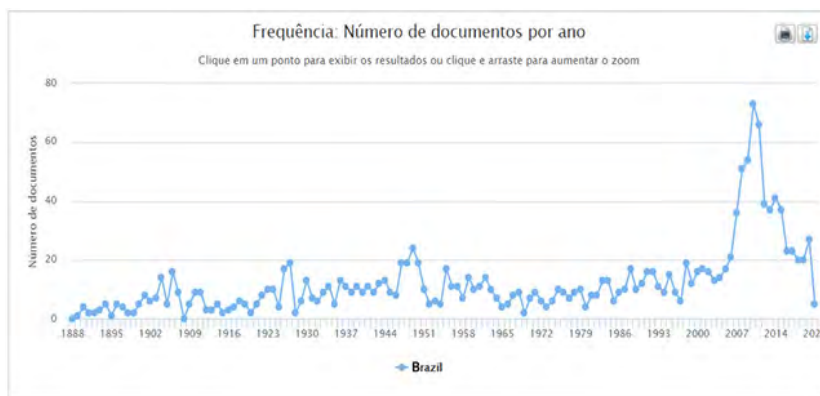 Frequência: Número de documentos por ano
Clique em um ponto para exibir os resultados ou clique e arraste para aumentar o zoom
Número de documentos
80
60
40
20
0
1888 1895 1902 1909 1916 1923 1930 1937 1944 1951 1958 1965 1972 1979 1986 1993 2000 2007 2014 202
Brazil